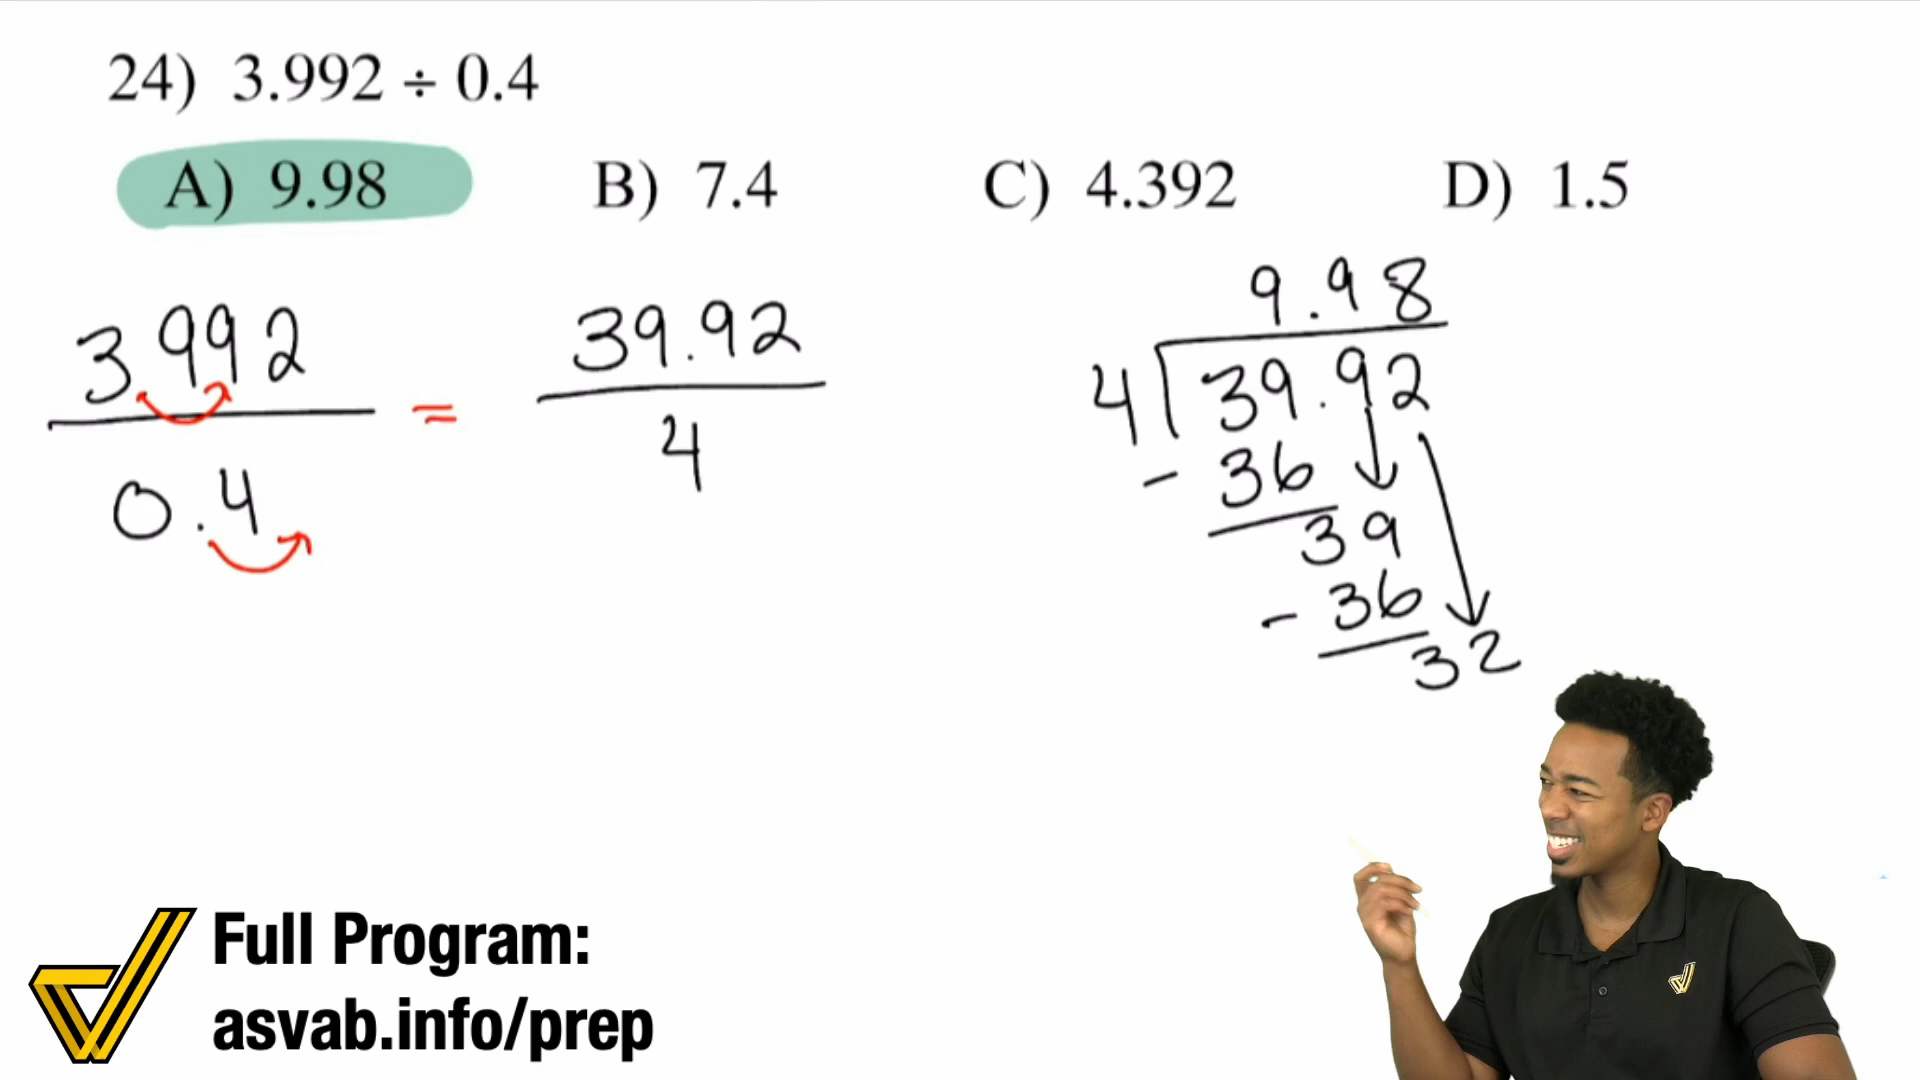 24) 3.992 ÷ 0.4
A) 9.98 B) 7.4 C) 4.392 D) 1.5
3 992
0.4
=
39.92
4
9.98
4 39.92
- 36
39
- 36
32
Full Program:
asvab.info/prep